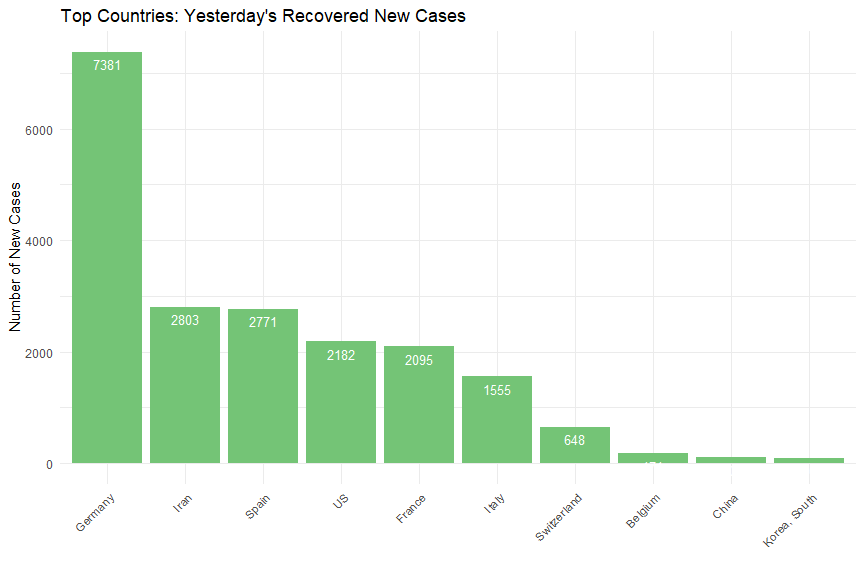 Top Countries: Yesterday's Recovered New Cases
Number of New Cases
6000
4000
2000
0
7381
2803
2771
2182
2095
1555
648
Germany
Iran
Spain
US
France
Italy
Switzerland
Belgium
China
Korea, South